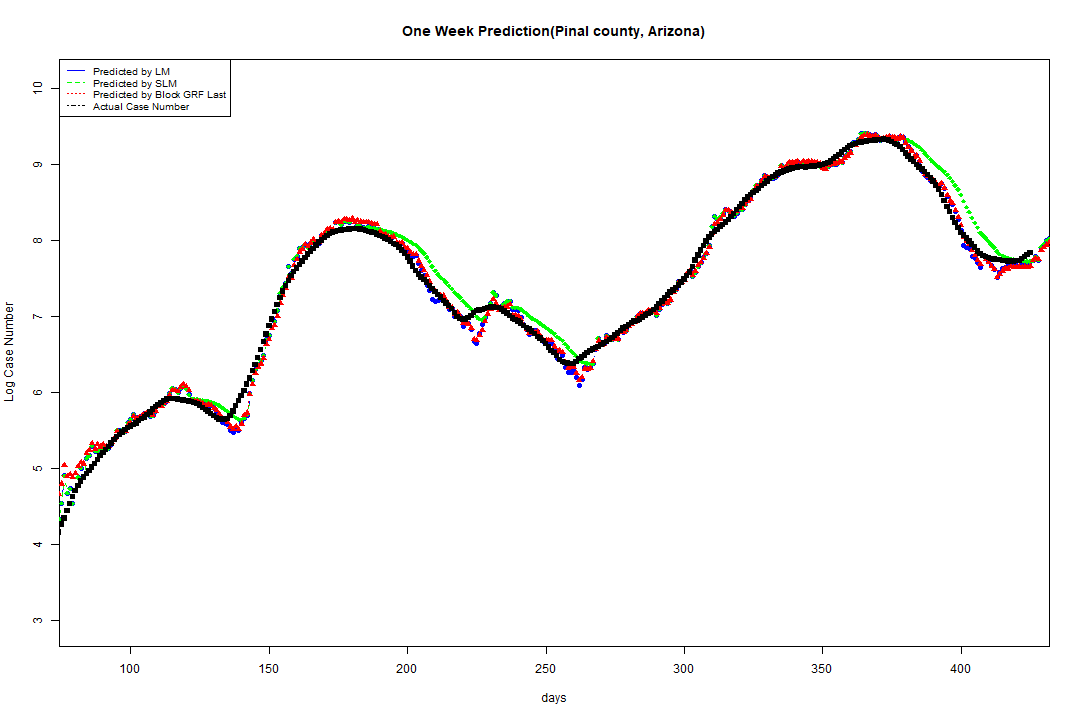 One Week Prediction(Pinal county, Arizona)
Predicted by LM
Predicted by SLM
Predicted by Block GRF Last
Actual Case Number
10
9
8
7
6
5
4
3
Log Case Number
100 150 200 250 300 350 400
days